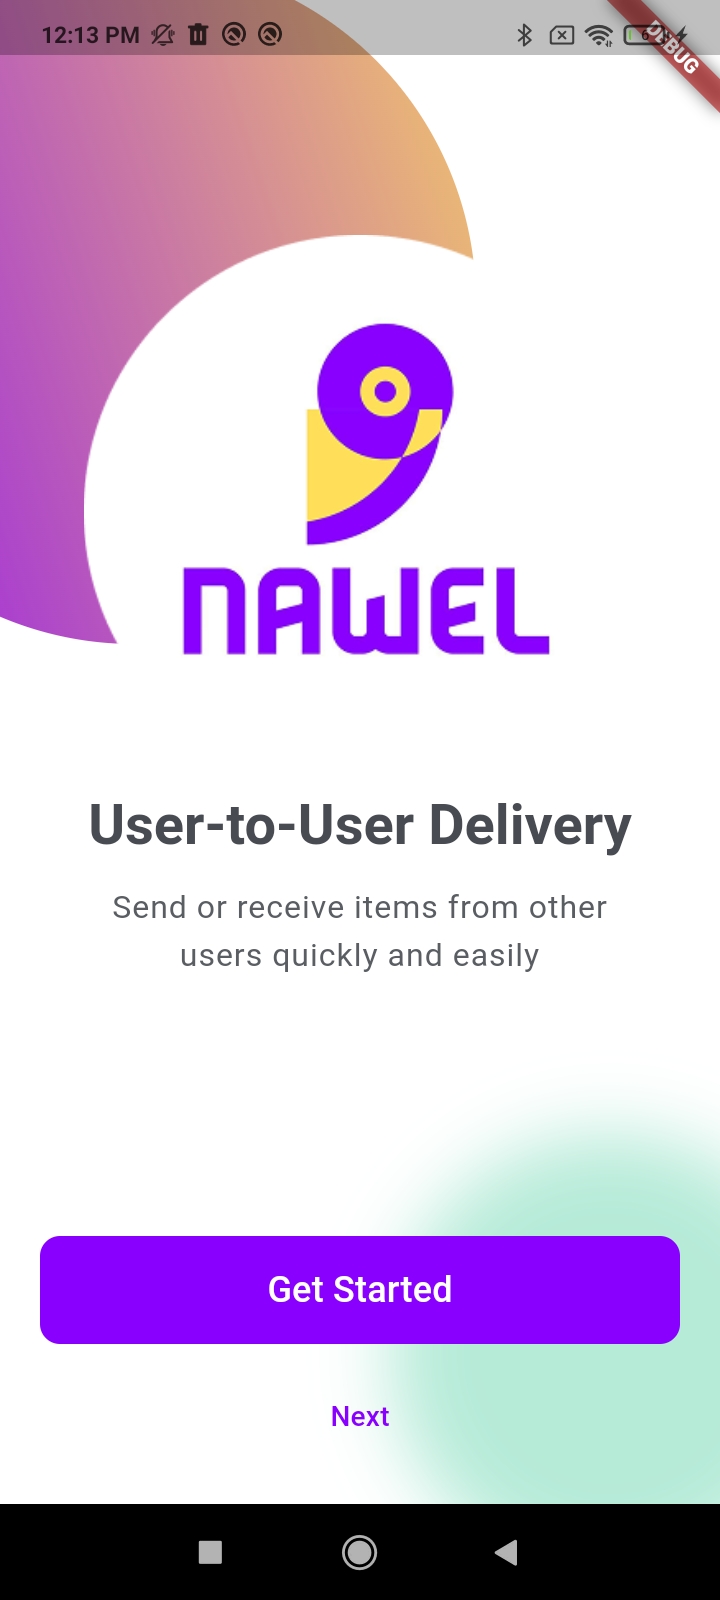 12:13 PM
DEBUG
NAWEL
User-to-User Delivery
Send or receive items from other
users quickly and easily
Get Started
Next